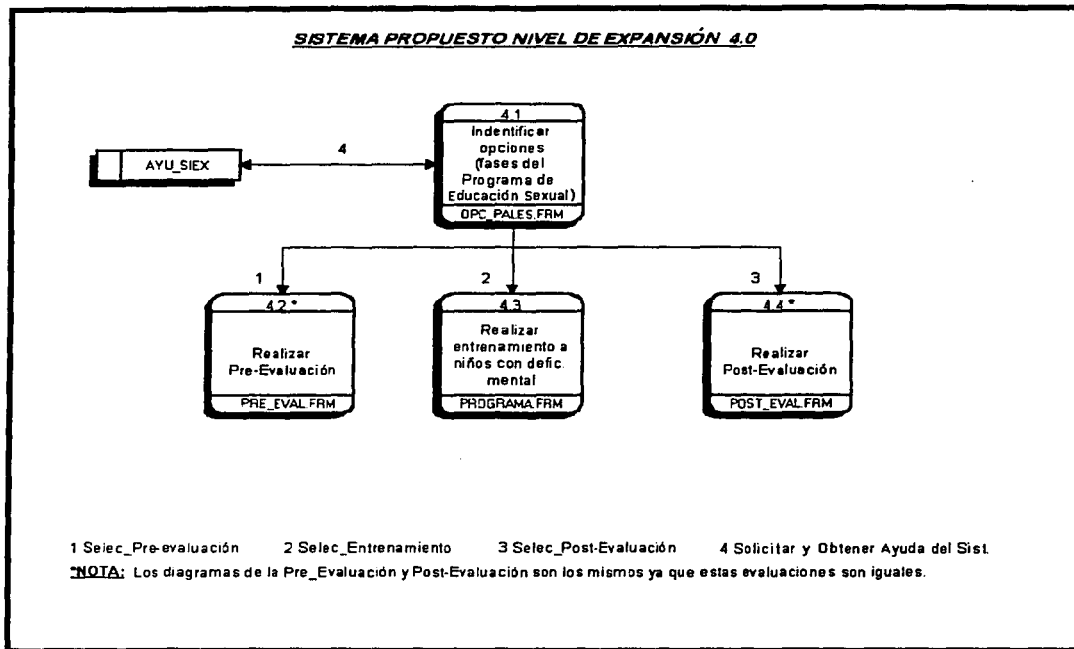 SISTEMA PROPUESTO NIVEL DE EXPANSIÓN 4.0
4.1
Indentificar
opciones
(fases del
Programa de
Educación Sexual)
OPC_PALES.FRM
AYU_SIEX
4
1
2
3
4.2 *
Realizar
Pre-Evaluación
PRE_EVAL.FRM
4.3
Realizar
entrenamiento a
niños con defic.
mental
PROGRAMA.FRM
4.4 *
Realizar
Post-Evaluación
POST_EVAL.FRM
1 Selec_Pre-evaluación 2 Selec_Entrenamiento 3 Selec_Post-Evaluación 4 Solicitar y Obtener Ayuda del Sist.
*NOTA: Los diagramas de la Pre_Evaluación y Post-Evaluación son los mismos ya que estas evaluaciones son iguales.